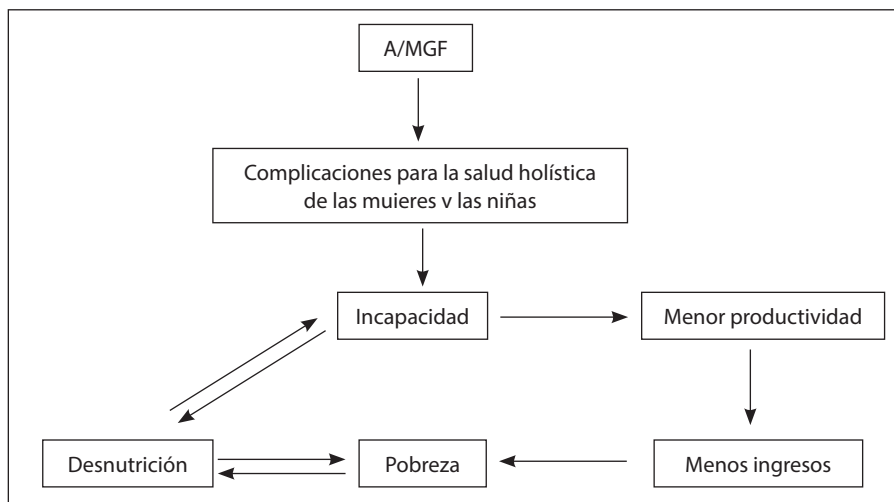 A/MGF
Complicaciones para la salud holística
de las muieres v las niñas
Incapacidad
Menor productividad
Desnutrición
Pobreza
Menos ingresos